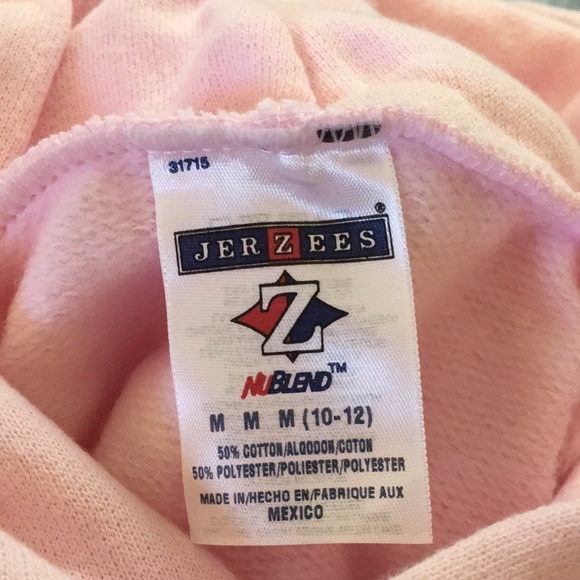 31715
JERZEES®
Z
NUBLEND™
M M M (10-12)
50% COTTON/ALGODON/COTON
50% POLYESTER/POLIESTER/POLYESTER
MADE IN/HECHO EN/FABRIQUE AUX
MEXICO